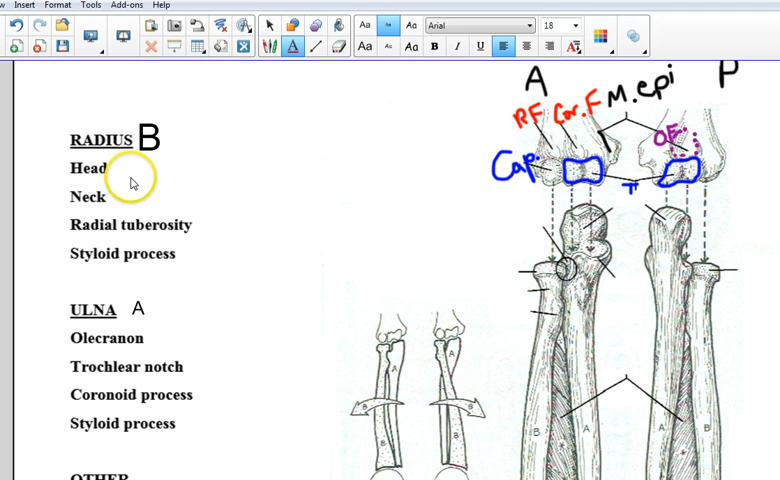 w Insert Format Tools Add-ons Help
Aa Aa Aa Arial 18
Aa Aa Aa B I U
RADIUS B
Head
Neck
Radial tuberosity
Styloid process
ULNA A
Olecranon
Trochlear notch
Coronoid process
Styloid process
OTHER
A M.epi P
RF Cor.F
OF
Cap.
T
A A
B B
B B
B A A B